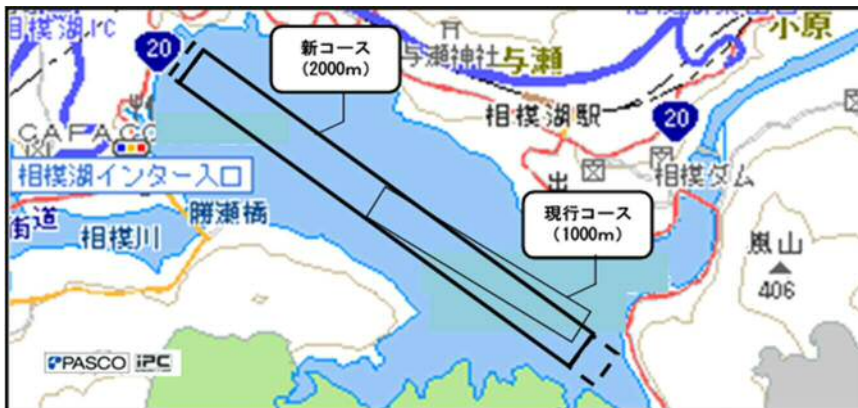 相模湖IC
20
新コース
(2000m)
与瀬神社
与瀬
小原
相模湖駅
20
相模ダム
相模湖インター入口
街道
勝瀬橋
相模川
現行コース
(1000m)
嵐山
406
PASCO iPC